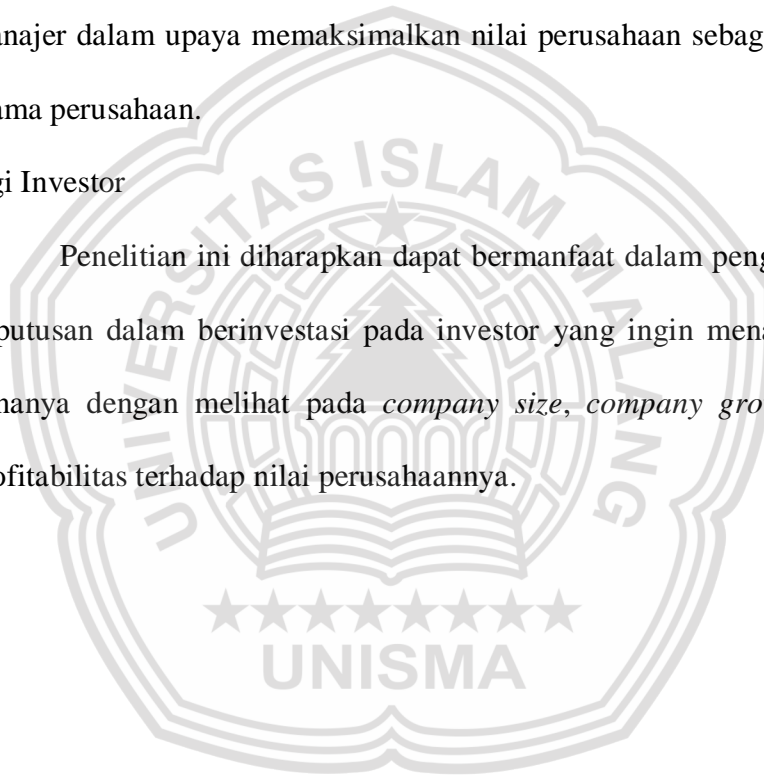 anajer dalam upaya memaksimalkan nilai perusahaan sebag
ama perusahaan.
gi Investor
Penelitian ini diharapkan dapat bermanfaat dalam peng
putusan dalam berinvestasi pada investor yang ingin mena
nanya dengan melihat pada company size, company gro
ofitabilitas terhadap nilai perusahaannya.
UNIVERSITAS ISLAM MALANG
UNISMA